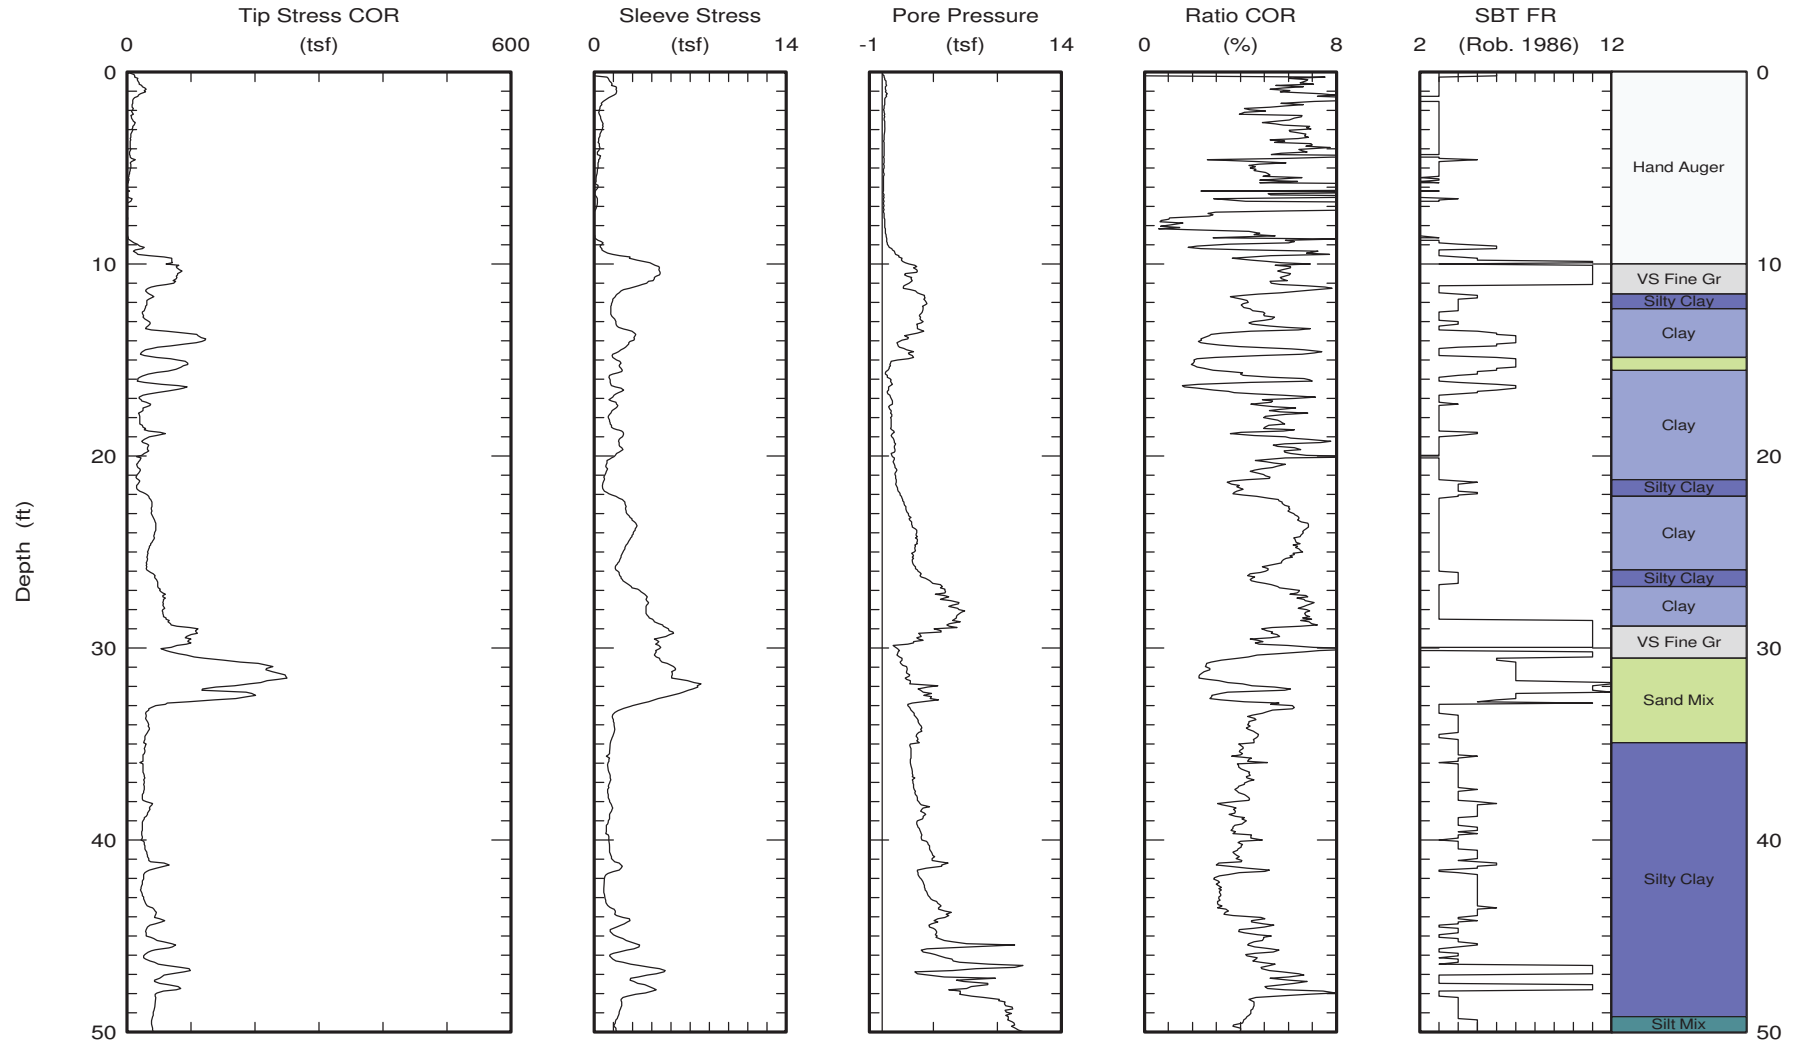 Tip Stress COR Sleeve Stress Pore Pressure Ratio COR SBT FR
0 (tsf) 600 0 (tsf) 14 -1 (tsf) 14 0 (%) 8 2 (Rob. 1986) 12
0 0
Hand Auger
10 10
VS Fine Gr
Silty Clay
Clay
Clay
20 20
Silty Clay
Clay
Depth (ft)
Silty Clay
Clay
VS Fine Gr
30 30
Sand Mix
40 40
Silty Clay
Silt Mix
50 50